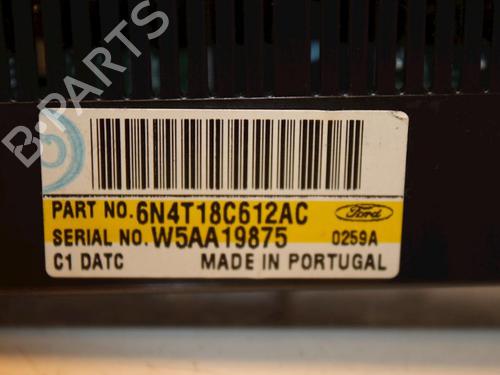 B-PARTS
PART NO. 6N4T18C612AC
Ford
SERIAL NO. W5AA19875
0259A
C1 DATC
MADE IN PORTUGAL